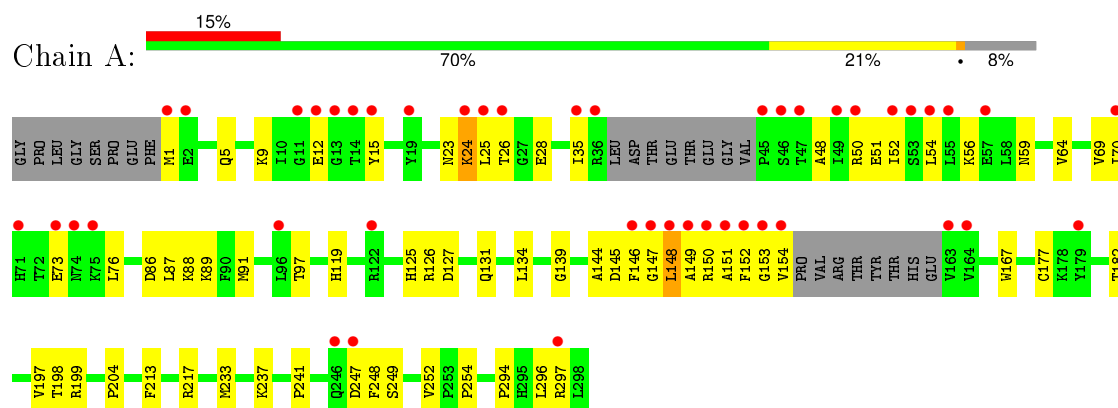 15%
Chain A:
70% 21% • 8%
GLY PRO LEU GLY SER PRO GLU PHE M1 E2 Q5 K9 I10 G11 E12 G13 T14 Y15 Y19 N23 K24 L25 T26 G27 E28 I35 R36 LEU ASP THR GLU THR GLU GLY VAL P45 S46 T47 A48 I49 R50 E51 I52 S53 L54 L55 K56 E57 L58 N59 V64 V69 I70
H71 T72 E73 N74 K75 L76 D86 L87 K88 K89 F90 M91 L96 T97 H119 R122 H125 R126 D127 Q131 L134 G139 A144 D145 F146 G147 L148 A149 R150 A151 F152 G153 V154 PRO VAL ARG THR TYR THR HIS GLU V163 V164 W167 C177 K178 Y179 T182
V197 T198 R199 P204 F213 R217 M233 K237 P241 Q246 D247 F248 S249 V252 P253 P254 P294 H295 L296 R297 L298